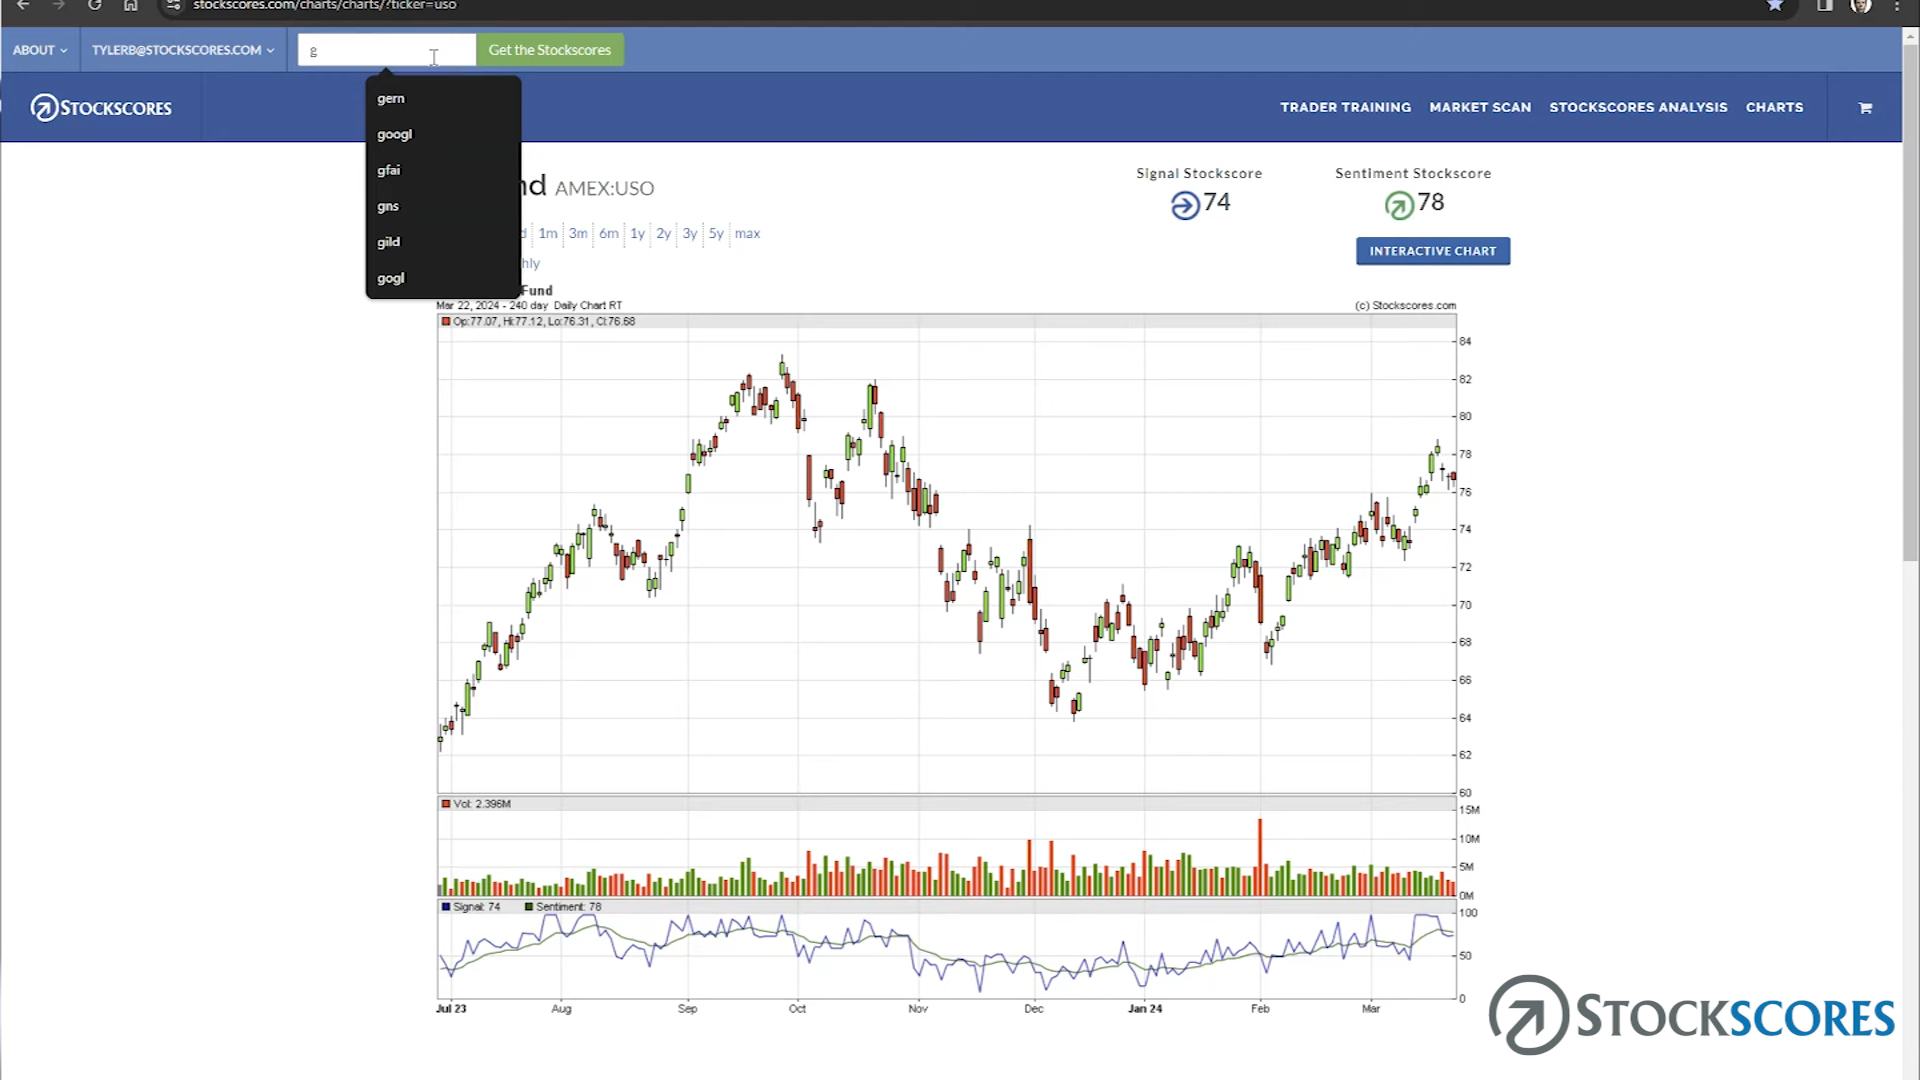 stockscores.com/charts/charts/?ticker=uso
ABOUT TYLERB@STOCKSCORES.COM g Get the Stockscores
gern
googl
gfai
gns
gild
gogl
STOCKSCORES TRADER TRAINING MARKET SCAN STOCKSCORES ANALYSIS CHARTS
nd AMEX:USO
Signal Stockscore Sentiment Stockscore
74 78
d 1m 3m 6m 1y 2y 3y 5y max
INTERACTIVE CHART
hly
Fund
Mar 22, 2024 - 240 day Daily Chart RT (c) Stockscores.com
Op:77.07, Hi:77.12, Lo:76.31, Cl:76.68
84
82
80
78
76
74
72
70
68
66
64
62
60
Vol: 2.396M
15M
10M
5M
0M
Signal: 74 Sentiment: 78
100
50
0
Jul 23 Aug Sep Oct Nov Dec Jan 24 Feb Mar
STOCKSCORES